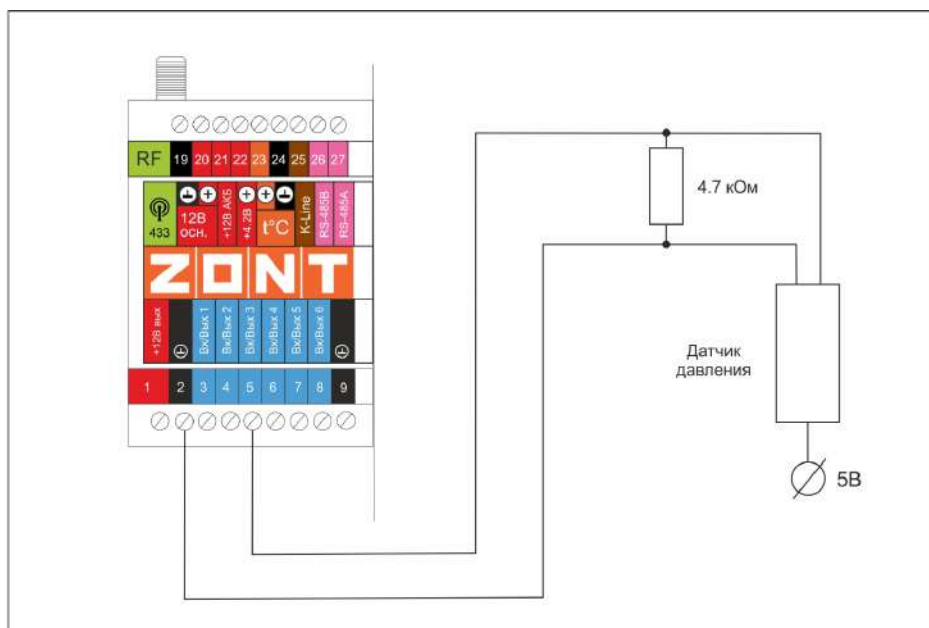 RF 19 20 21 22 23 24 25 26 27
433
12В
осн.
+12В АКБ
+4.2В
t°C
K-Line
RS-485B
RS-485A
ZONT
+12В вых
Вх/Вых 1
Вх/Вых 2
Вх/Вых 3
Вх/Вых 4
Вх/Вых 5
Вх/Вых 6
1 2 3 4 5 6 7 8 9
4.7 кОм
Датчик
давления
5В